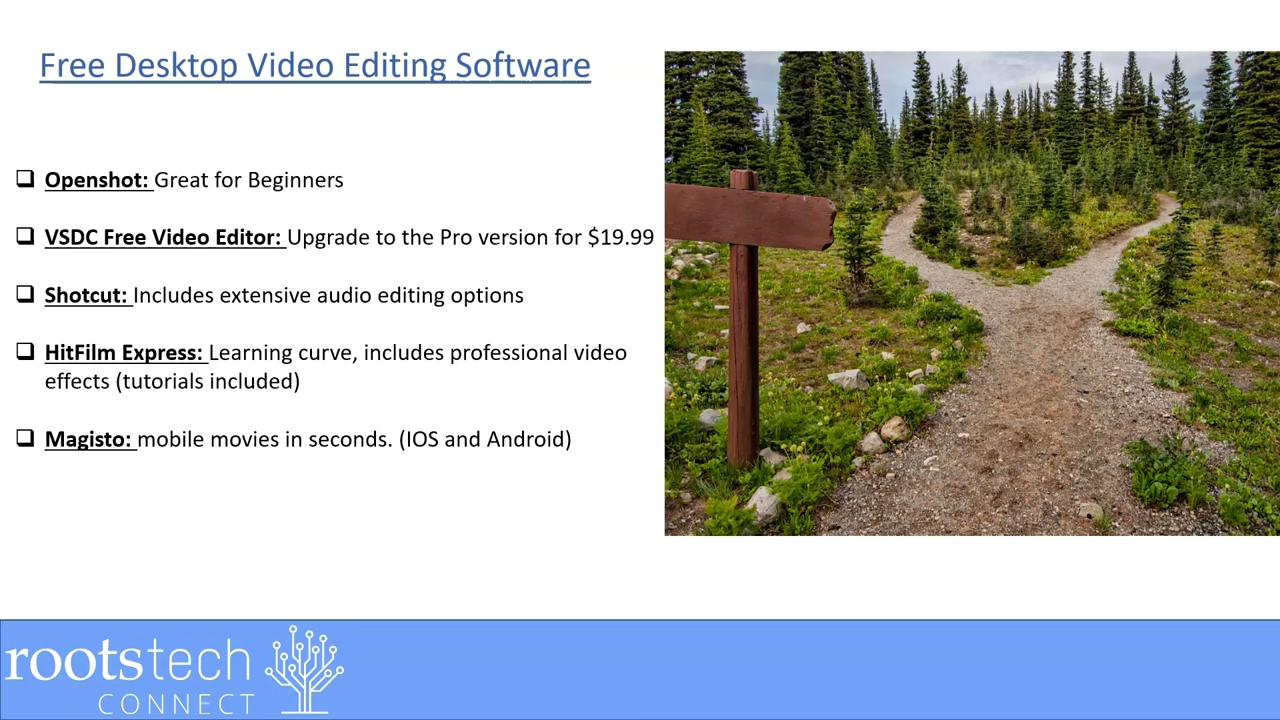 Free Desktop Video Editing Software
❑ Openshot: Great for Beginners
❑ VSDC Free Video Editor: Upgrade to the Pro version for $19.99
❑ Shotcut: Includes extensive audio editing options
❑ HitFilm Express: Learning curve, includes professional video
effects (tutorials included)
❑ Magisto: mobile movies in seconds. (IOS and Android)
rootstech
CONNECT